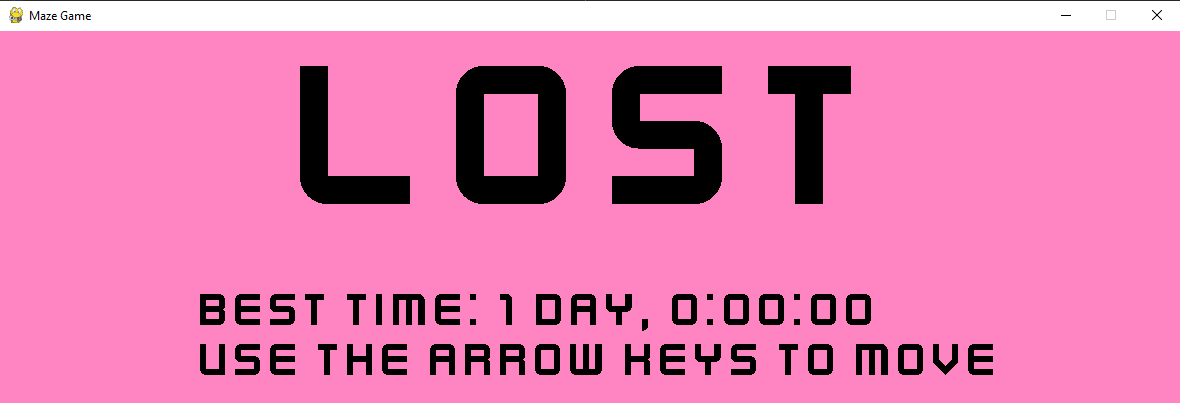 Maze Game
LOST
BEST TIME: 1 DAY, 0:00:00
USE THE ARROW KEYS TO MOVE